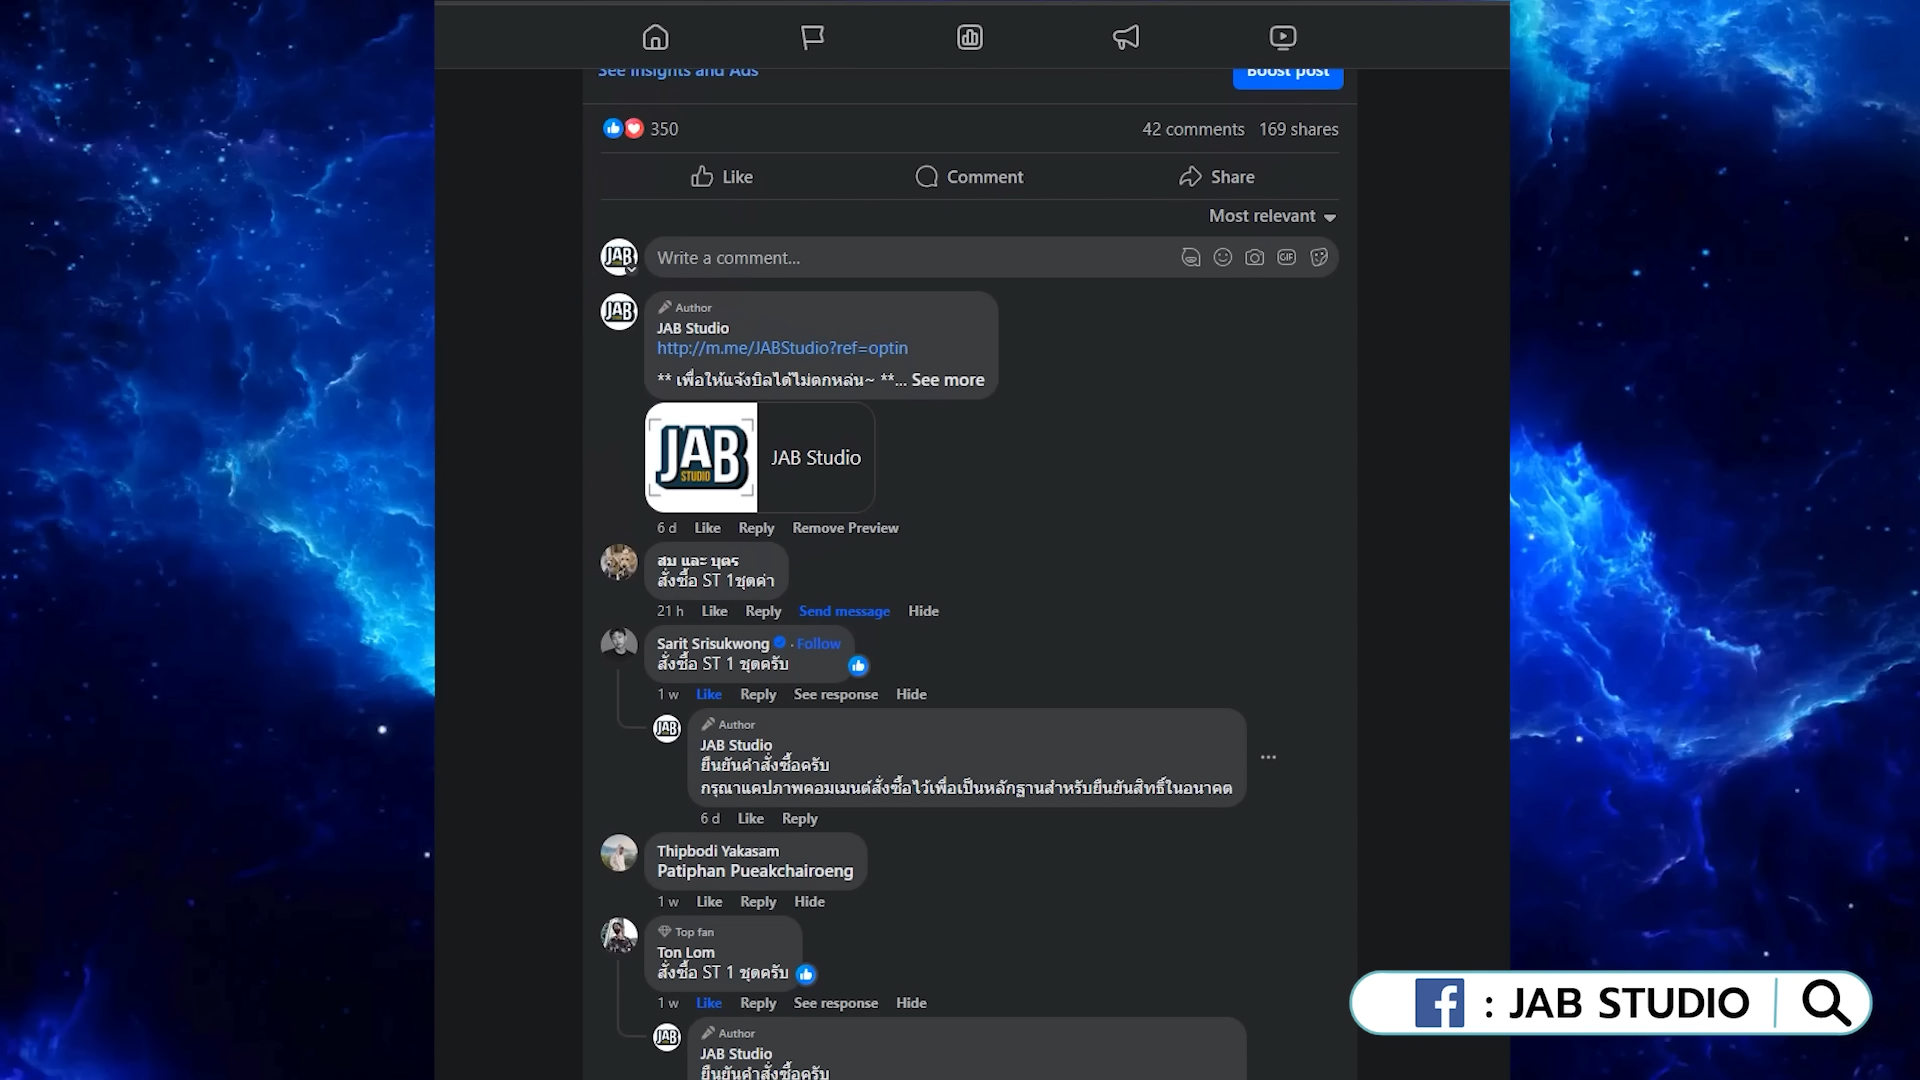 See Insights and Ads
Boost post
350
42 comments 169 shares
Like
Comment
Share
Most relevant
JAB
Write a comment...
GIF
JAB
Author
JAB Studio
http://m.me/JABStudio?ref=optin
** เพื่อให้แจ้งบิลได้ไม่ตกหล่น~ **... See more
JAB
STUDIO
JAB Studio
6 d Like Reply Remove Preview
สบ และ บุตร
สั่งซื้อ ST 1ชุดค่า
21 h Like Reply Send message Hide
Sarit Srisukwong · Follow
สั่งซื้อ ST 1 ชุดครับ
1 w Like Reply See response Hide
JAB
Author
JAB Studio
ยืนยันคำสั่งซื้อครับ
กรุณาแคปภาพคอมเมนต์สั่งซื้อไว้เพื่อเป็นหลักฐานสำหรับยืนยันสิทธิ์ในอนาคต
6 d Like Reply
Thipbodi Yakasam
Patiphan Pueakchairoeng
1 w Like Reply Hide
Top fan
Ton Lom
สั่งซื้อ ST 1 ชุดครับ
1 w Like Reply See response Hide
JAB
Author
JAB Studio
ยืนยันคำสั่งซื้อครับ
f : JAB STUDIO